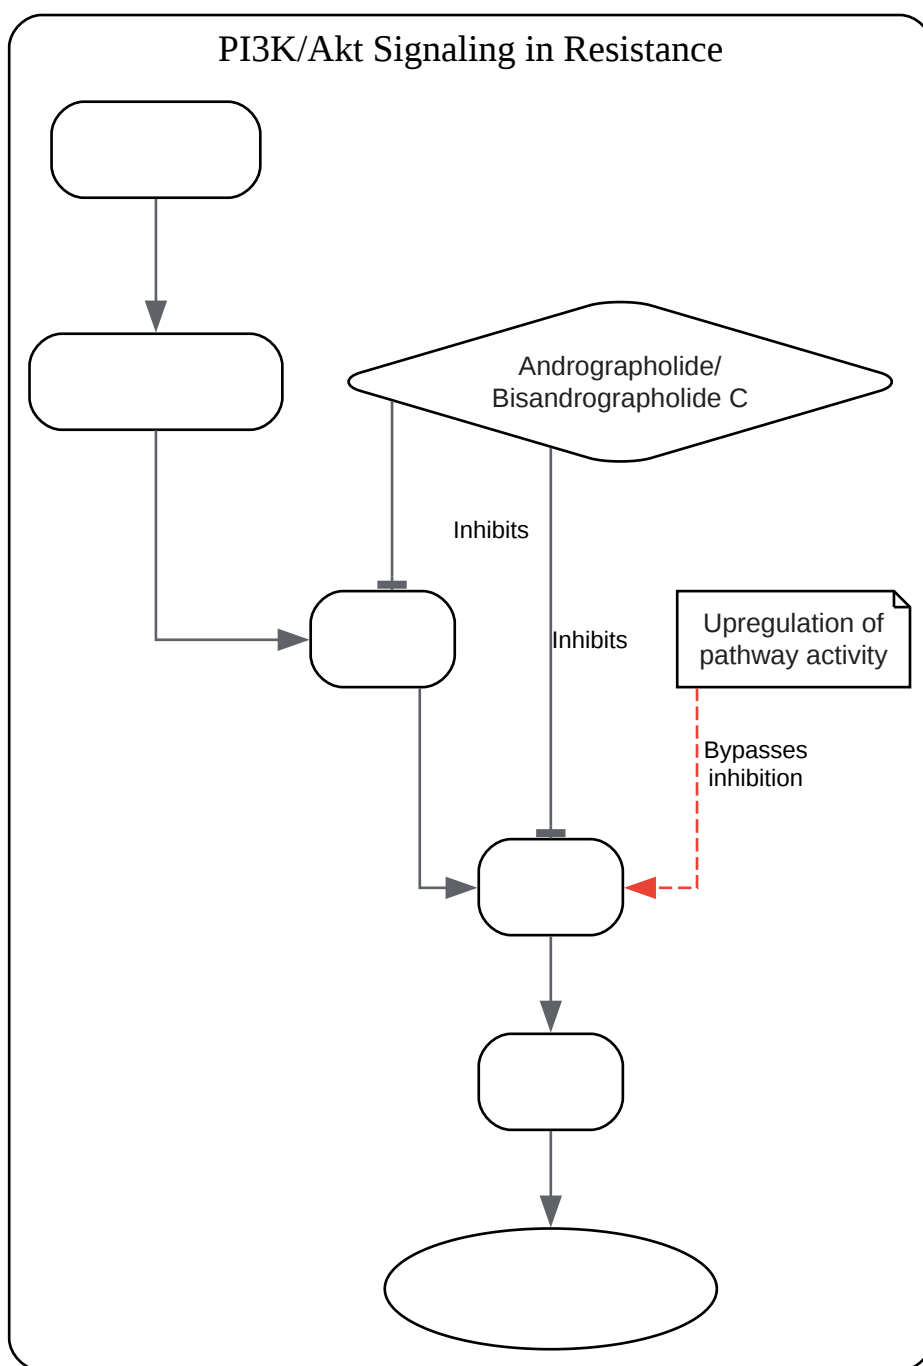 PI3K/Akt Signaling in Resistance
Andrographolide/
Bisandrographolide C
Inhibits
Upregulation of
pathway activity
Inhibits
Bypasses
inhibition